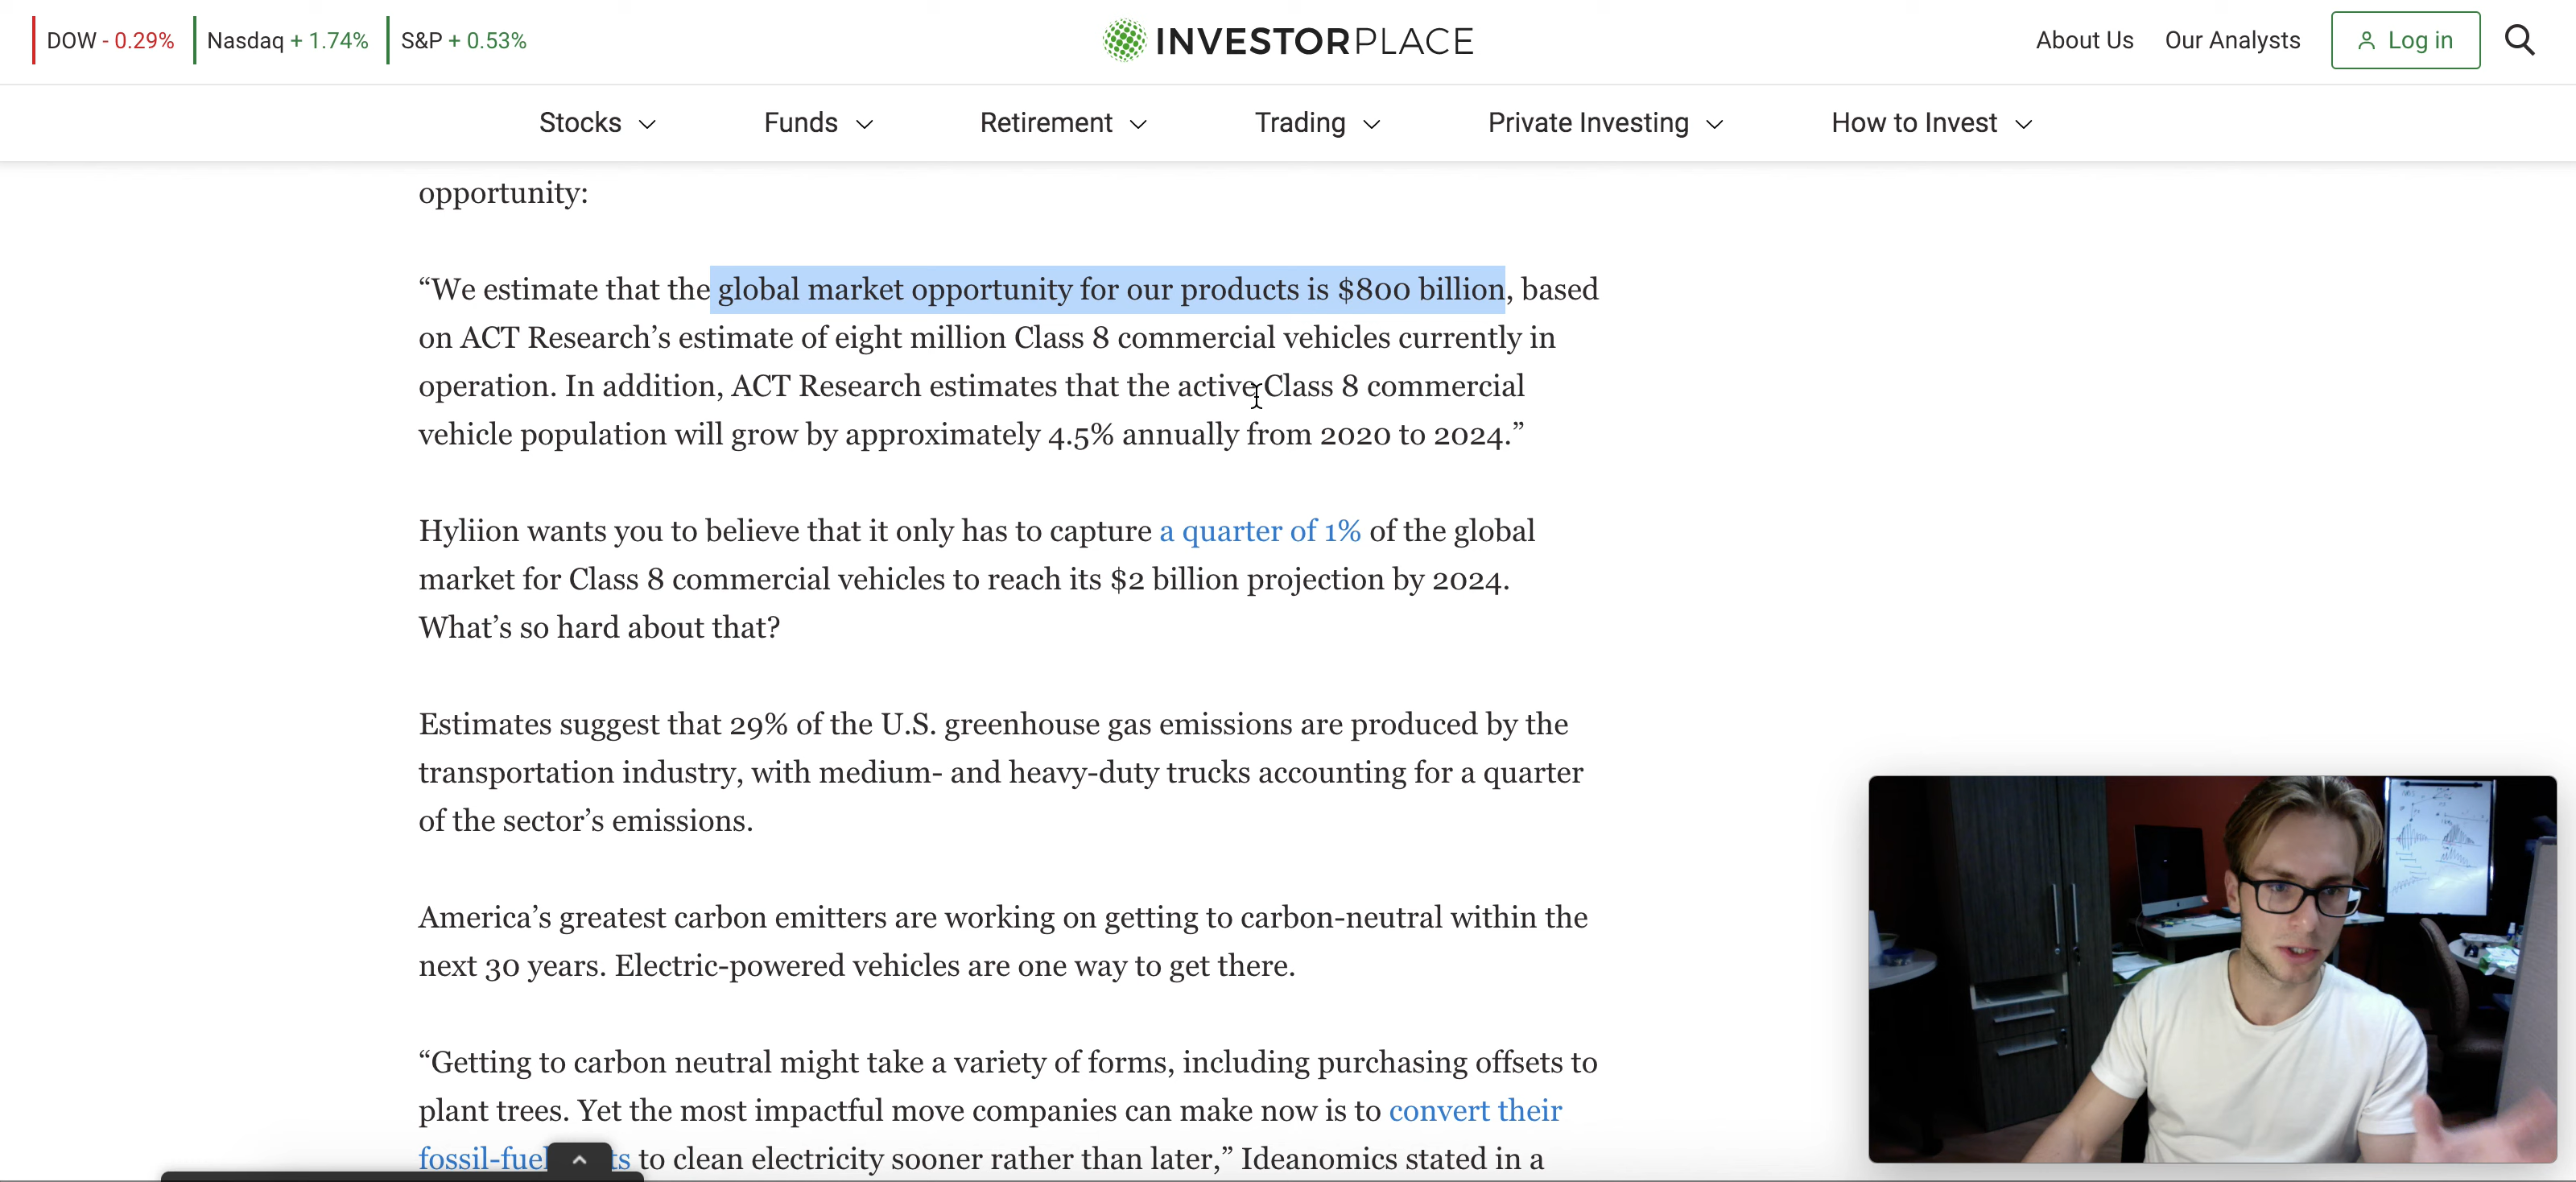 DOW - 0.29% Nasdaq + 1.74% S&P + 0.53%
INVESTORPLACE
About Us Our Analysts Log in
Stocks Funds Retirement Trading Private Investing How to Invest
opportunity:
“We estimate that the global market opportunity for our products is $800 billion, based
on ACT Research’s estimate of eight million Class 8 commercial vehicles currently in
operation. In addition, ACT Research estimates that the active Class 8 commercial
vehicle population will grow by approximately 4.5% annually from 2020 to 2024.”
Hyliion wants you to believe that it only has to capture a quarter of 1% of the global
market for Class 8 commercial vehicles to reach its $2 billion projection by 2024.
What’s so hard about that?
Estimates suggest that 29% of the U.S. greenhouse gas emissions are produced by the
transportation industry, with medium- and heavy-duty trucks accounting for a quarter
of the sector’s emissions.
America’s greatest carbon emitters are working on getting to carbon-neutral within the
next 30 years. Electric-powered vehicles are one way to get there.
“Getting to carbon neutral might take a variety of forms, including purchasing offsets to
plant trees. Yet the most impactful move companies can make now is to convert their
fossil-fuel to clean electricity sooner rather than later,” Ideanomics stated in a